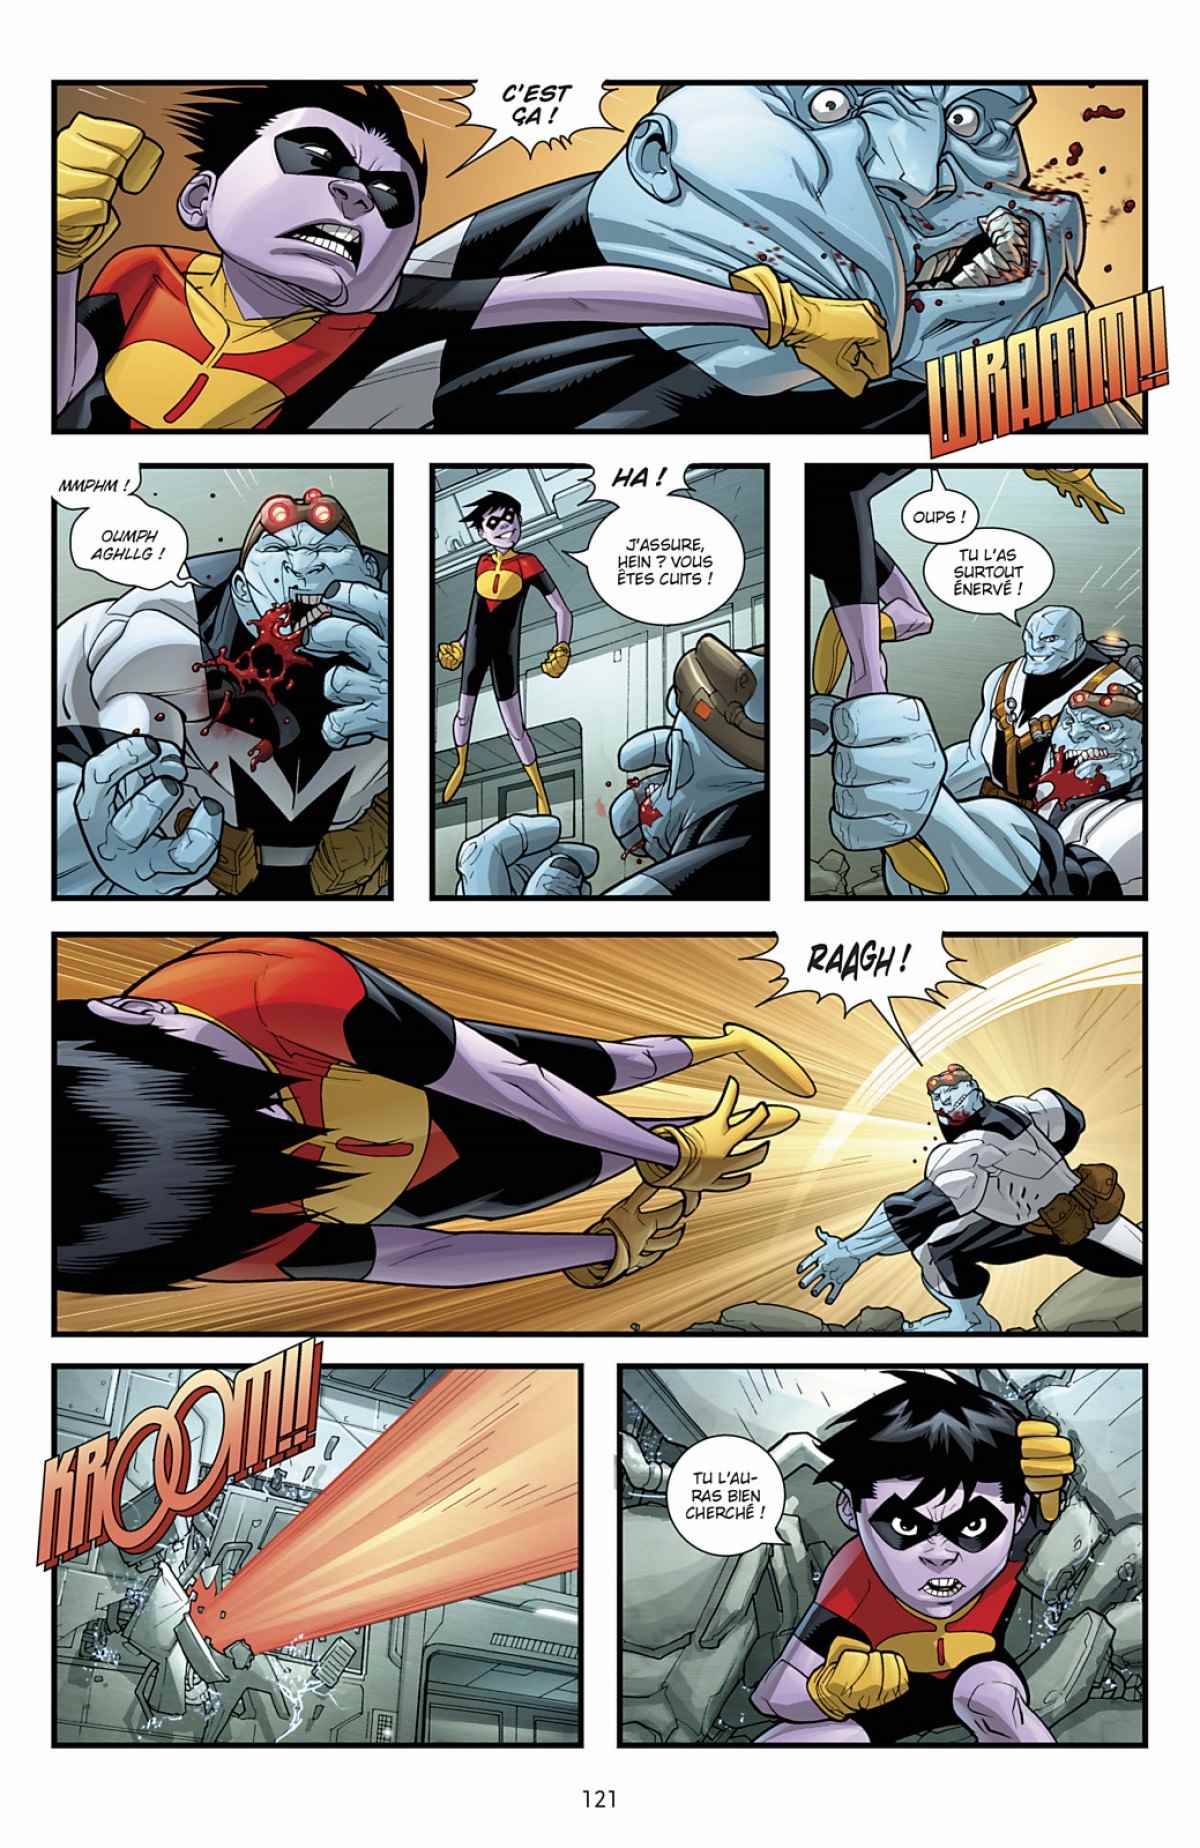 C'EST
ÇA !
WRAMM!!
MMPHM !
OUMPH
AGHLLG !
HA !
J'ASSURE,
HEIN ? VOUS
ÊTES CUITS !
OUPS !
TU L'AS
SURTOUT
ÉNERVÉ !
RAAGH !
KROOM!!
TU L'AU-
RAS BIEN
CHERCHÉ !
121